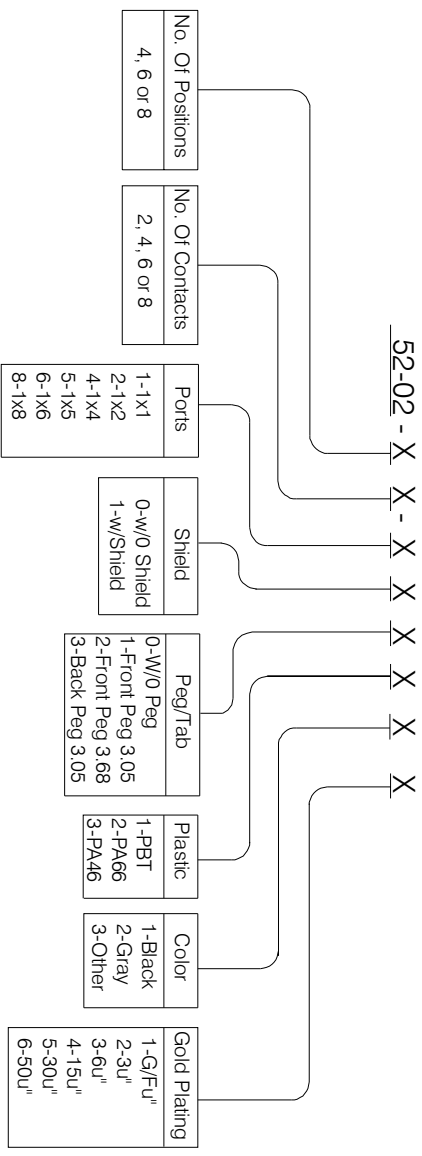 52-02 - X X - X X X X X X
No. Of Positions
4, 6 or 8
No. Of Contacts
2, 4, 6 or 8
Ports
1-1x1
2-1x2
4-1x4
5-1x5
6-1x6
8-1x8
Shield
0-w/0 Shield
1-w/Shield
Peg/Tab
0-W/0 Peg
1-Front Peg 3.05
2-Front Peg 3.68
3-Back Peg 3.05
Plastic
1-PBT
2-PA66
3-PA46
Color
1-Black
2-Gray
3-Other
Gold Plating
1-G/Fu"
2-3u"
3-6u"
4-15u"
5-30u"
6-50u"